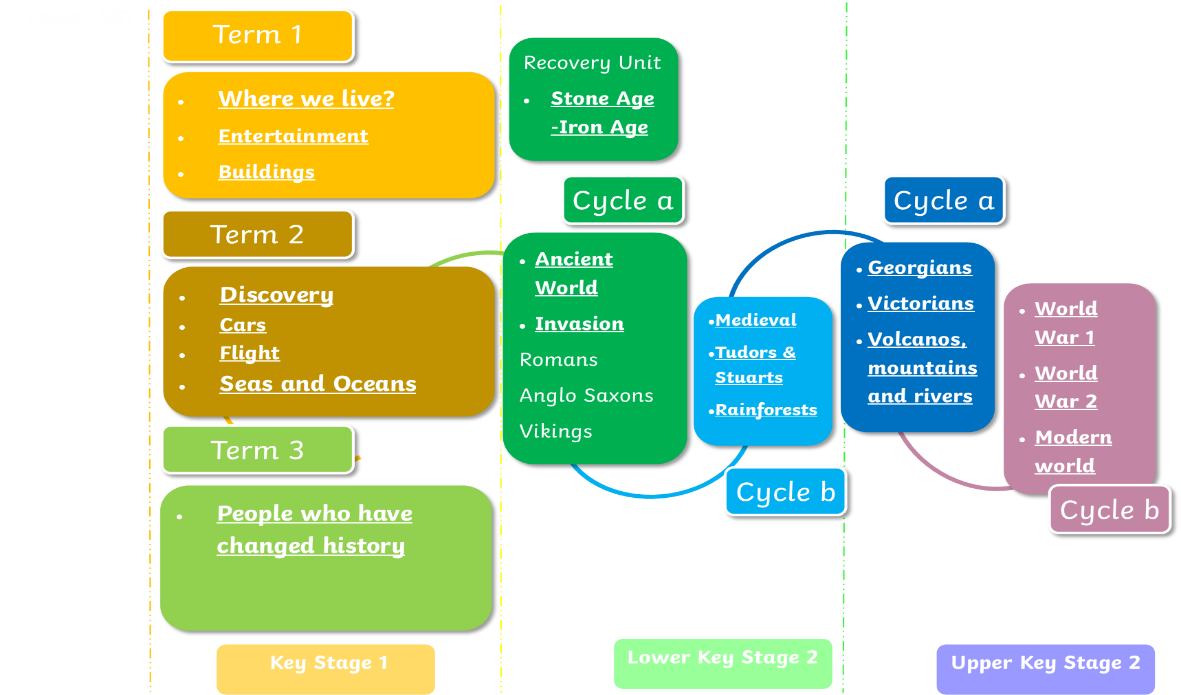 Term 1
• Where we live?
• Entertainment
• Buildings
Term 2
• Discovery
• Cars
• Flight
• Seas and Oceans
Term 3
• People who have
changed history
Key Stage 1
Recovery Unit
• Stone Age
-Iron Age
Cycle a
• Ancient
World
• Invasion
Romans
Anglo Saxons
Vikings
•Medieval
•Tudors &
Stuarts
•Rainforests
Cycle b
Lower Key Stage 2
Cycle a
• Georgians
• Victorians
• Volcanos,
mountains
and rivers
• World
War 1
• World
War 2
• Modern
world
Cycle b
Upper Key Stage 2